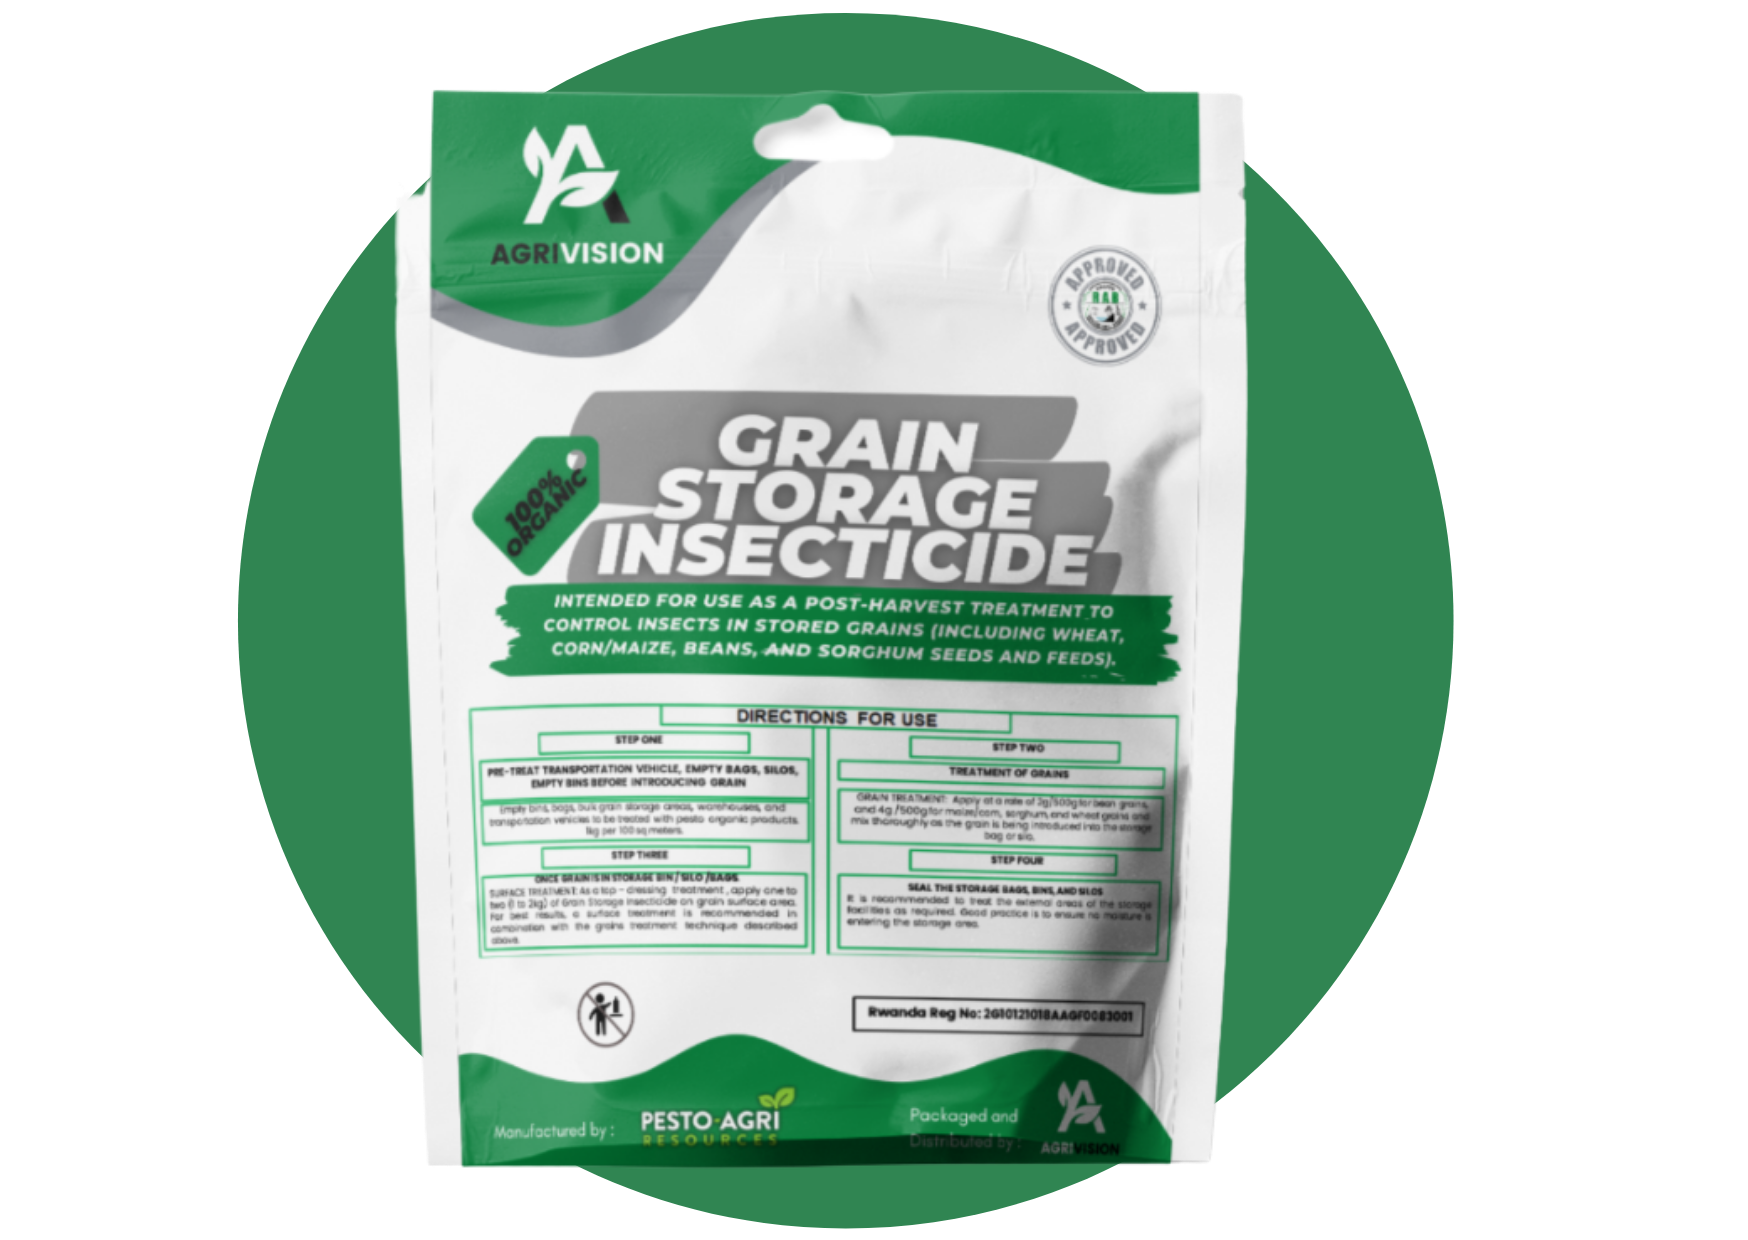 AGRIVISION
APPROVED
RAB
APPROVED
GRAIN
STORAGE
INSECTICIDE
100%
ORGANIC
INTENDED FOR USE AS A POST-HARVEST TREATMENT TO
CONTROL INSECTS IN STORED GRAINS (INCLUDING WHEAT,
CORN/MAIZE, BEANS, AND SORGHUM SEEDS AND FEEDS).
DIRECTIONS FOR USE
STEP ONE
PRE-TREAT TRANSPORTATION VEHICLE, EMPTY BAGS, SILOS,
EMPTY BINS BEFORE INTRODUCING GRAIN
Empty bins, bags, bulk grain storage areas, warehouses, and
transportation vehicles to be treated with pesto organic products.
1kg per 100 sq meters.
STEP TWO
TREATMENT OF GRAINS
GRAIN TREATMENT: Apply at a rate of 2g/500g for bean grains,
and 4g /500g for maize/corn, sorghum, and wheat grains and
mix thoroughly as the grain is being introduced into the storage
bag or silo.
STEP THREE
ONCE GRAIN IS IN STORAGE BIN / SILO /BAGS
SURFACE TREATMENT: As a top - dressing treatment , apply one to
two (1 to 2kg) of Grain Storage Insecticide on grain surface area.
For best results, a surface treatment is recommended in
combination with the grains treatment technique described
above.
STEP FOUR
SEAL THE STORAGE BAGS, BINS, AND SILOS
It is recommended to treat the external areas of the storage
facilities as required. Good practice is to ensure no moisture is
entering the storage area.
Rwanda Reg No:
Manufactured by :
PESTO-AGRI
RESOURCES
Packaged and
Distributed by :
AGRIVISION